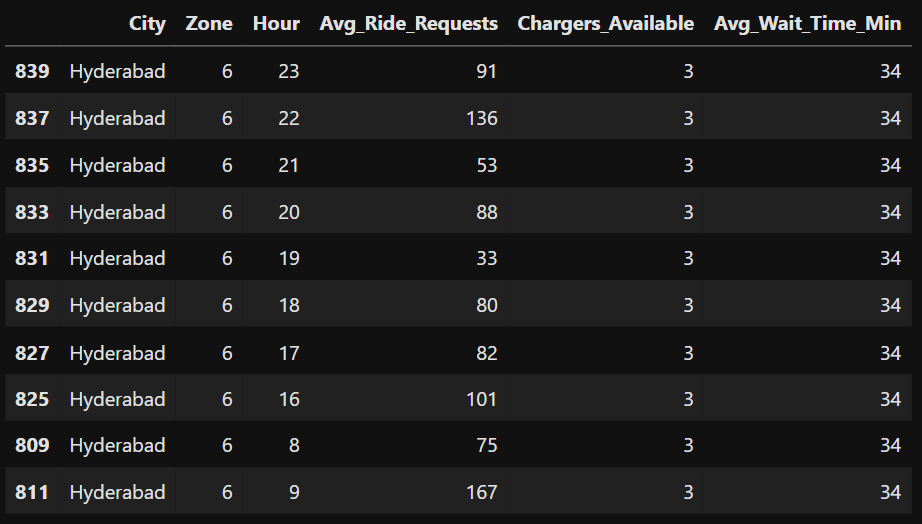 City Zone Hour Avg_Ride_Requests Chargers_Available Avg_Wait_Time_Min
839 Hyderabad 6 23 91 3 34
837 Hyderabad 6 22 136 3 34
835 Hyderabad 6 21 53 3 34
833 Hyderabad 6 20 88 3 34
831 Hyderabad 6 19 33 3 34
829 Hyderabad 6 18 80 3 34
827 Hyderabad 6 17 82 3 34
825 Hyderabad 6 16 101 3 34
809 Hyderabad 6 8 75 3 34
811 Hyderabad 6 9 167 3 34